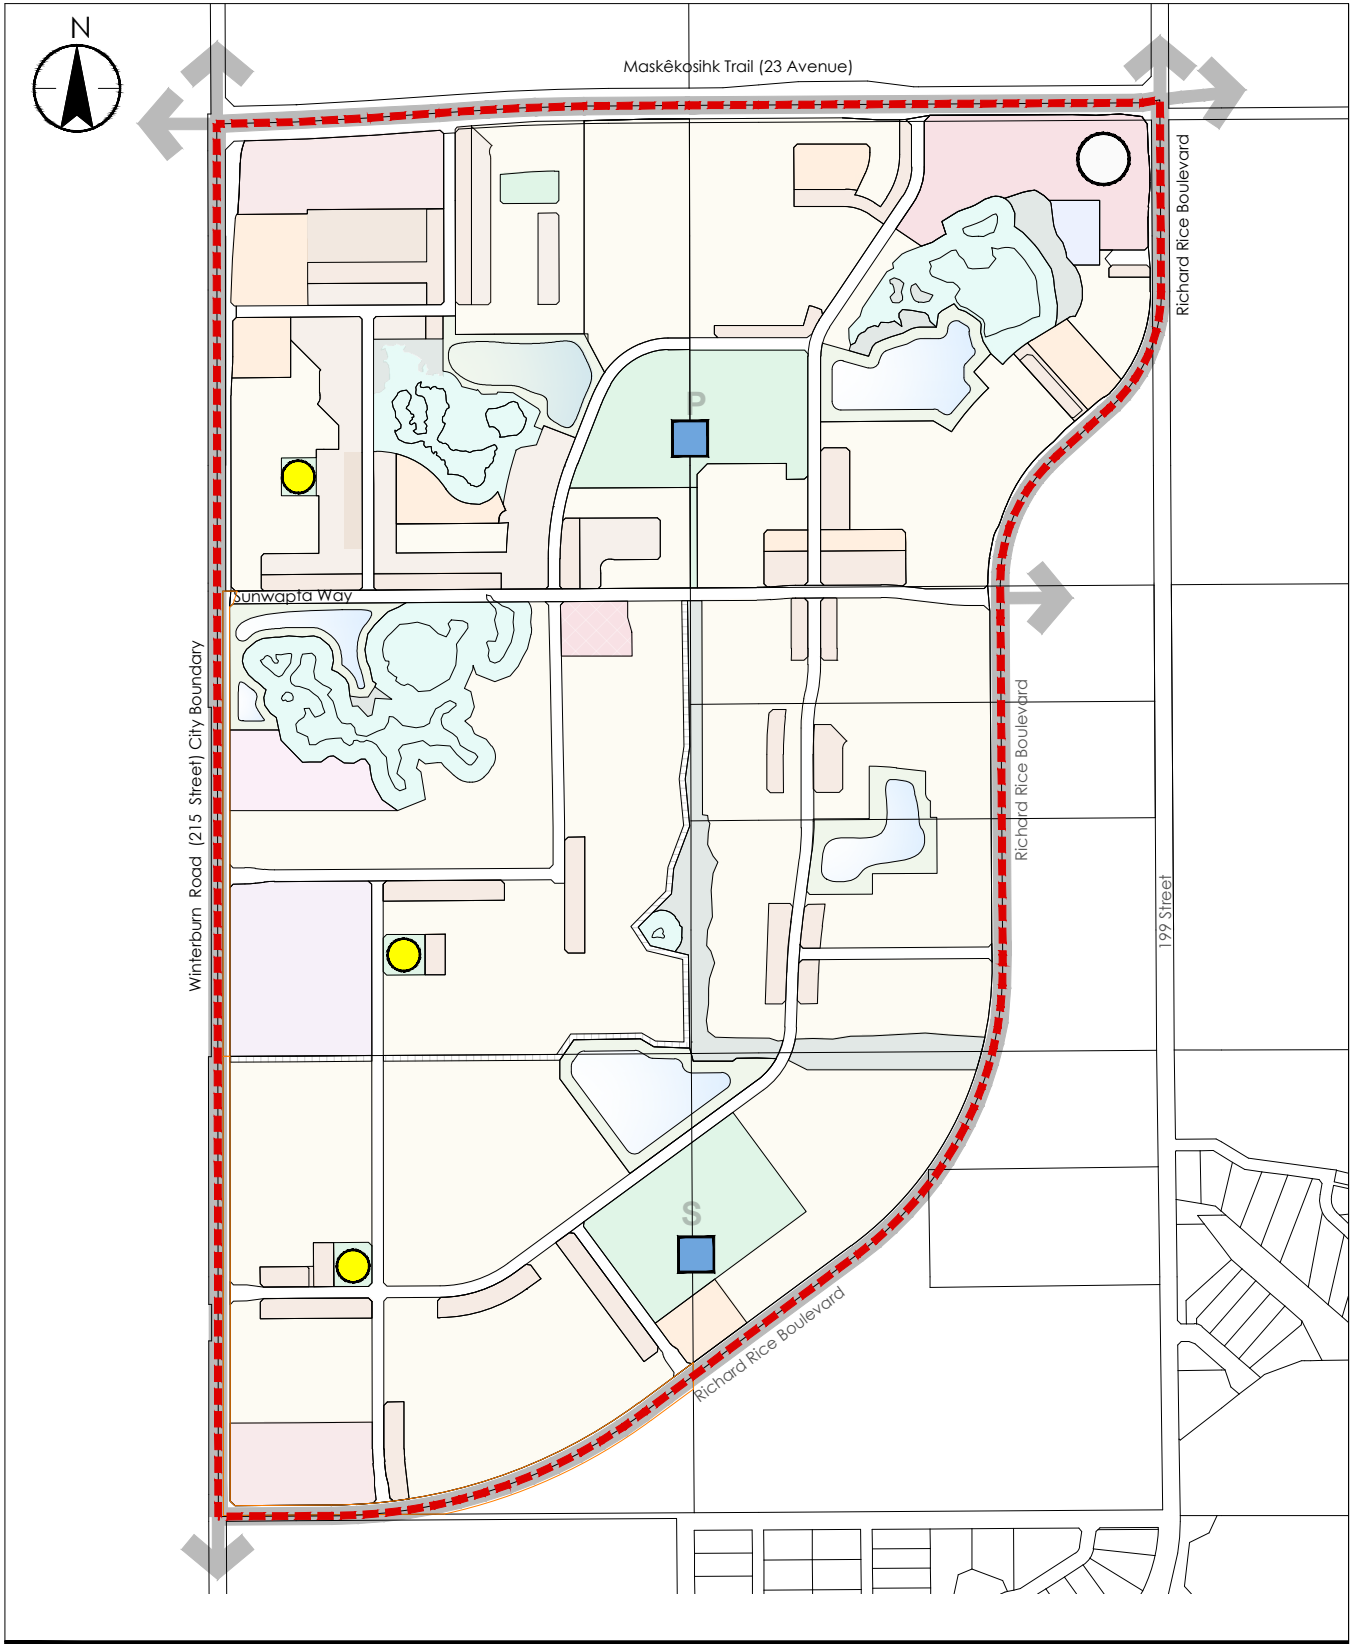 N
Maskêkosihk Trail (23 Avenue)
Richard Rice Boulevard
P
Sunwapta Way
Winterburn Road (215 Street) City Boundary
Richard Rice Boulevard
199 Street
S
Richard Rice Boulevard